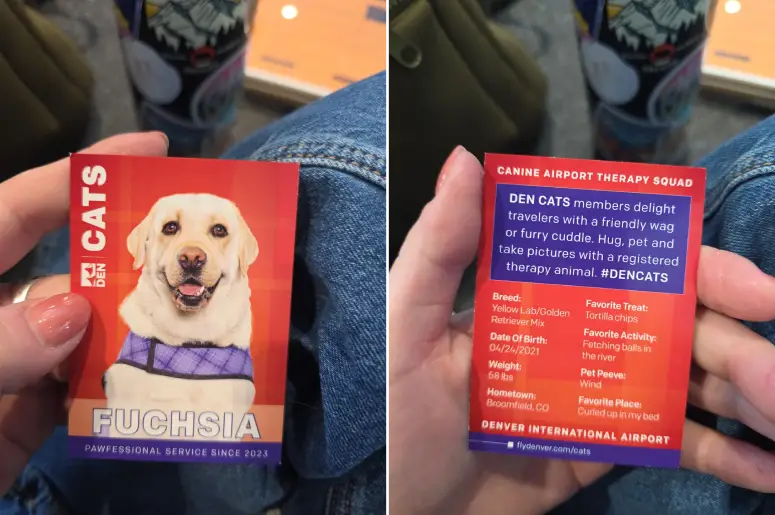 DEN CATS
FUCHSIA
PAWFESSIONAL SERVICE SINCE 2023
CANINE AIRPORT THERAPY SQUAD
DEN CATS members delight
travelers with a friendly wag
or furry cuddle. Hug, pet and
take pictures with a registered
therapy animal. #DENCATS
Breed:
Yellow Lab/Golden
Retriever Mix
Date Of Birth:
04/24/2021
Weight:
58 lbs
Hometown:
Broomfield, CO
Favorite Treat:
Tortilla chips
Favorite Activity:
Fetching balls in
the river
Pet Peeve:
Wind
Favorite Place:
Curled up in my bed
DENVER INTERNATIONAL AIRPORT
flydenver.com/cats